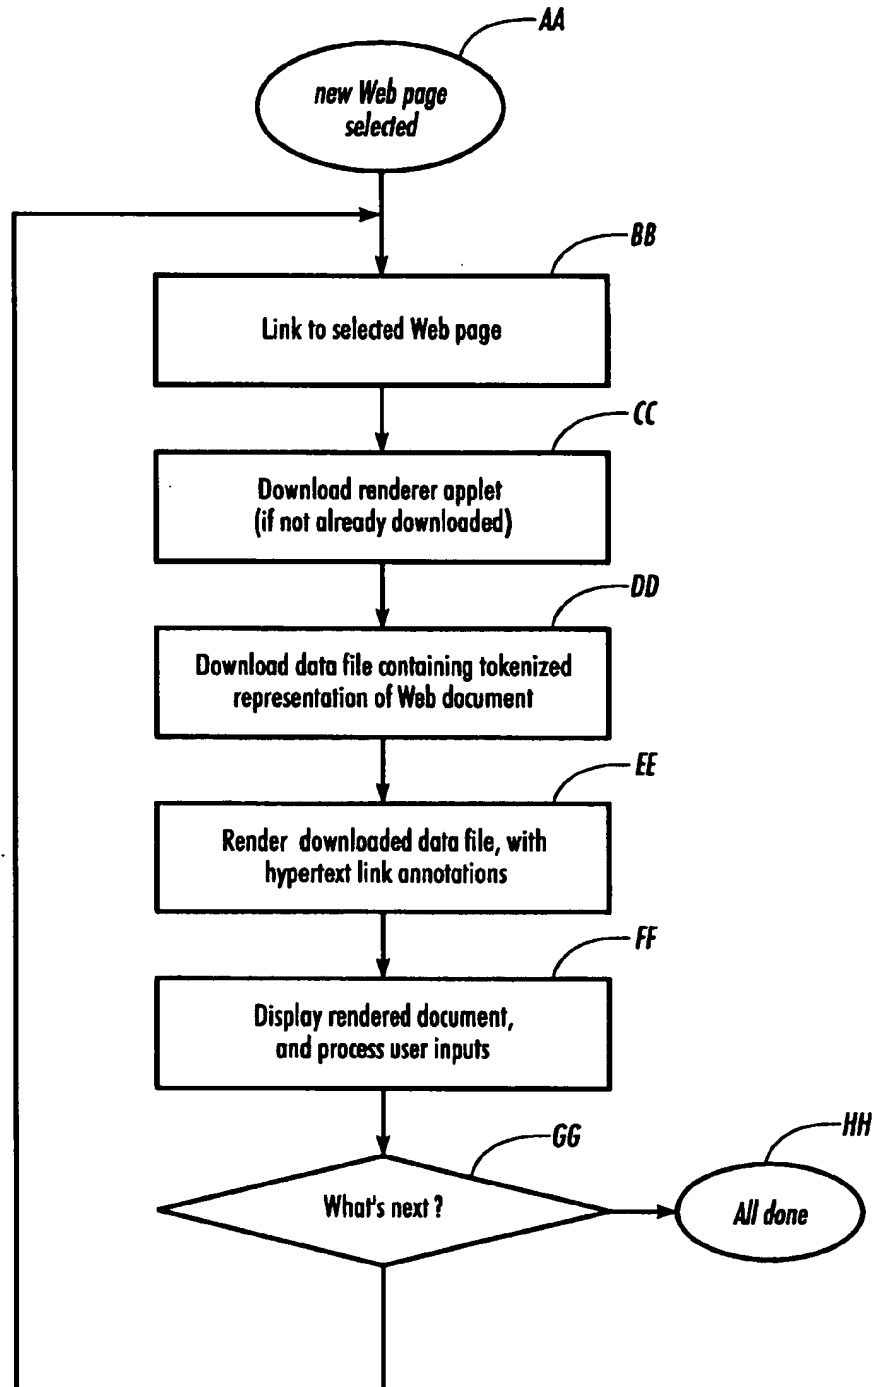 AA
new Web page
selected
BB
Link to selected Web page
CC
Download renderer applet
(if not already downloaded)
DD
Download data file containing tokenized
representation of Web document
EE
Render downloaded data file, with
hypertext link annotations
FF
Display rendered document,
and process user inputs
GG
What's next ?
HH
All done